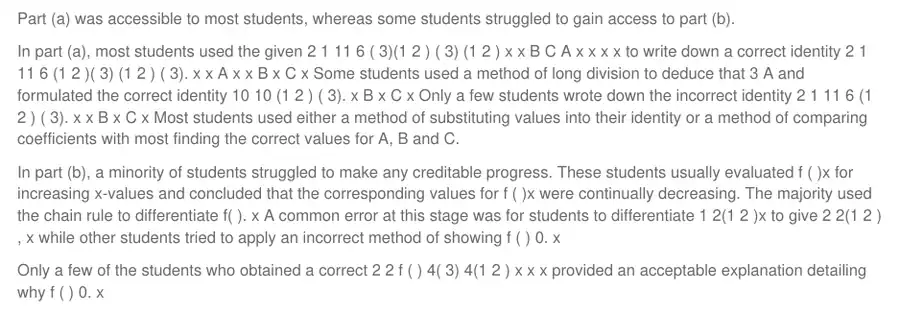 Part (a) was accessible to most students, whereas some students struggled to gain access to part (b).
In part (a), most students used the given 2 1 11 6 ( 3)(1 2 ) ( 3) (1 2 ) x x B C A x x x x to write down a correct identity 2 1
11 6 (1 2 )( 3) (1 2 ) ( 3). x x A x x B x C x Some students used a method of long division to deduce that 3 A and
formulated the correct identity 10 10 (1 2 ) ( 3). x B x C x Only a few students wrote down the incorrect identity 2 1 11 6 (1
2 ) ( 3). x x B x C x Most students used either a method of substituting values into their identity or a method of comparing
coefficients with most finding the correct values for A, B and C.
In part (b), a minority of students struggled to make any creditable progress. These students usually evaluated f ( )x for
increasing x-values and concluded that the corresponding values for f ( )x were continually decreasing. The majority used
the chain rule to differentiate f( ). x A common error at this stage was for students to differentiate 1 2(1 2 )x to give 2 2(1 2 )
, x while other students tried to apply an incorrect method of showing f ( ) 0. x
Only a few of the students who obtained a correct 2 2 f ( ) 4( 3) 4(1 2 ) x x x provided an acceptable explanation detailing
why f ( ) 0. x